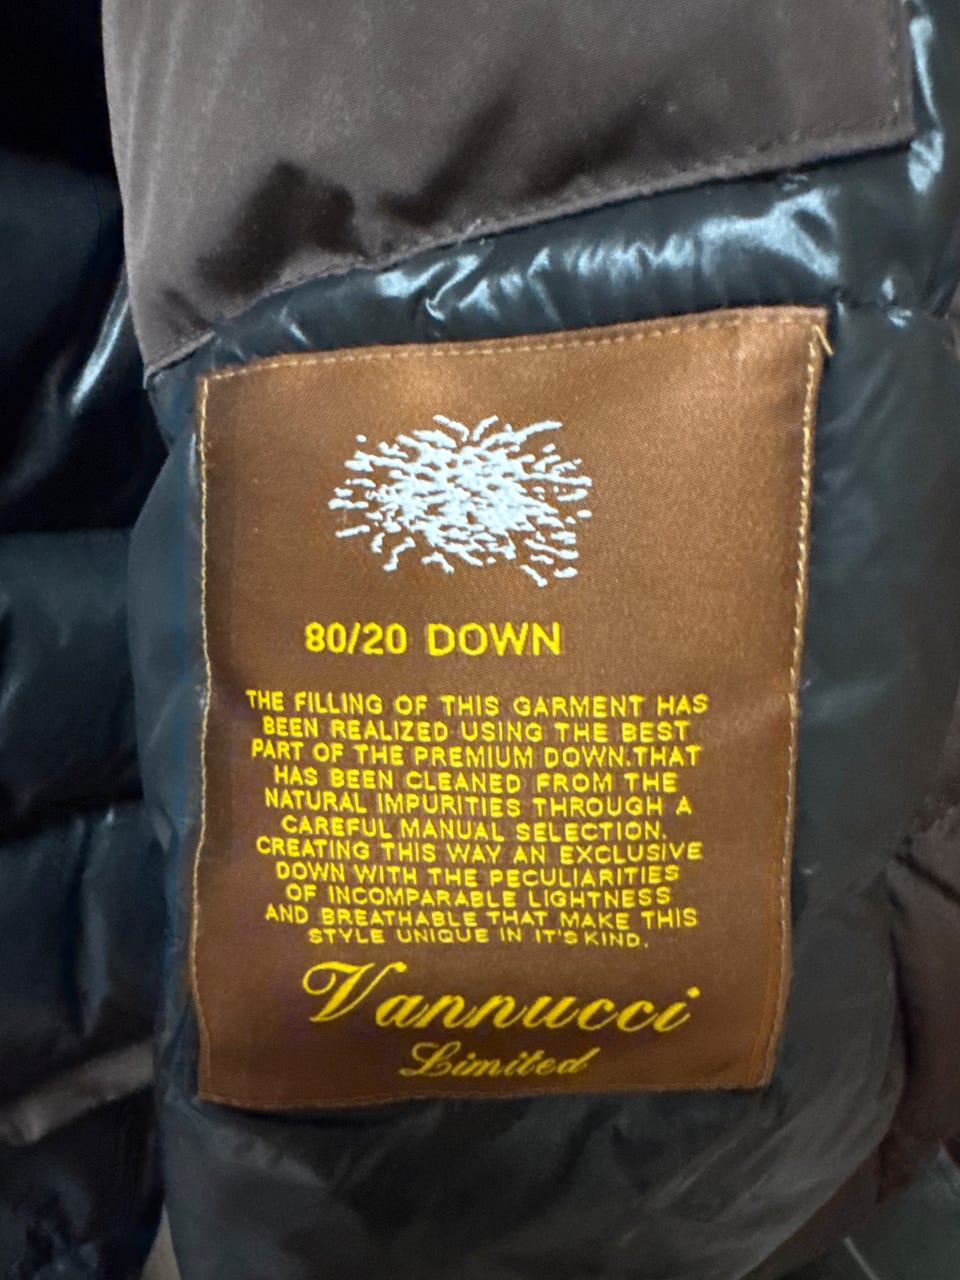 80/20 DOWN
THE FILLING OF THIS GARMENT HAS
BEEN REALIZED USING THE BEST
PART OF THE PREMIUM DOWN.THAT
HAS BEEN CLEANED FROM THE
NATURAL IMPURITIES THROUGH A
CAREFUL MANUAL SELECTION.
CREATING THIS WAY AN EXCLUSIVE
DOWN WITH THE PECULIARITIES
OF INCOMPARABLE LIGHTNESS
AND BREATHABLE THAT MAKE THIS
STYLE UNIQUE IN IT'S KIND.
Vannucci
Limited